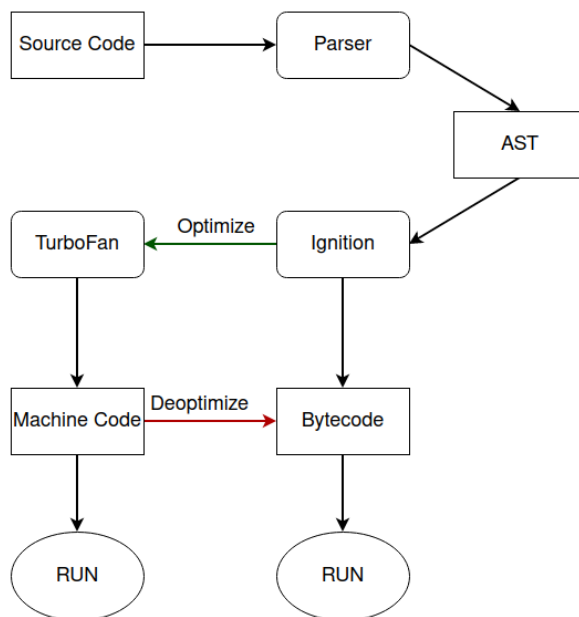 Source Code
Parser
AST
TurboFan
Optimize
Ignition
Machine Code
Deoptimize
Bytecode
RUN
RUN